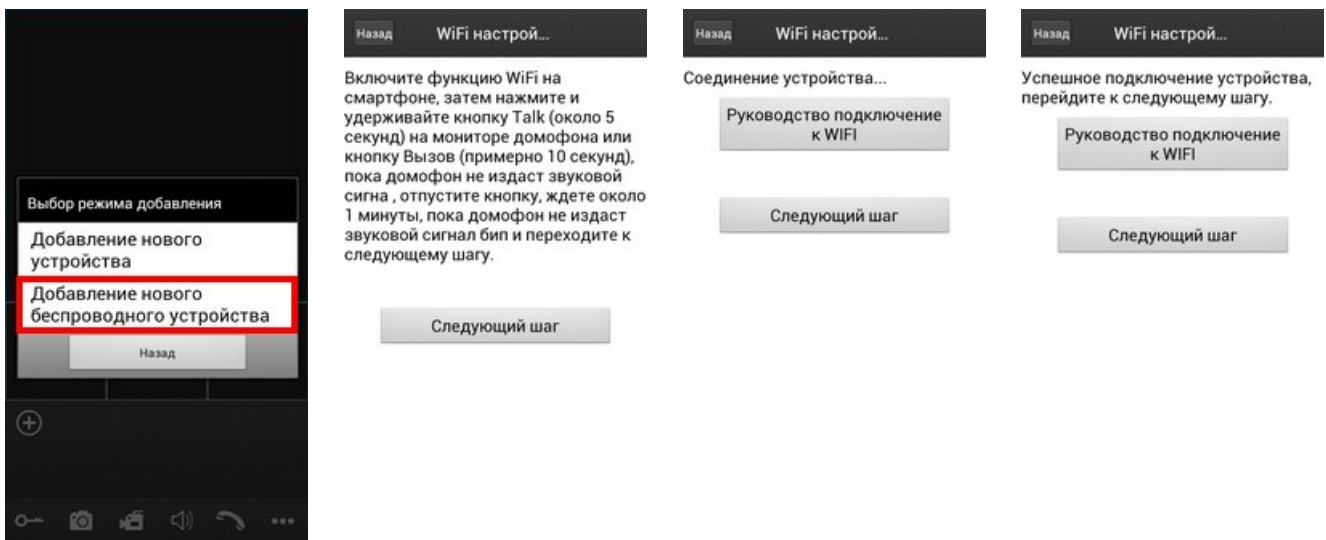 Выбор режима добавления
Добавление нового
устройства
Добавление нового
беспроводного устройства
Назад
Назад
WiFi настрой...
Включите функцию WiFi на
смартфоне, затем нажмите и
удерживайте кнопку Talk (около 5
секунд) на мониторе домофона или
кнопку Вызов (примерно 10 секунд),
пока домофон не издаст звуковой
сигна , отпустите кнопку, ждете около
1 минуты, пока домофон не издаст
звуковой сигнал бип и переходите к
следующему шагу.
Следующий шаг
Назад
WiFi настрой...
Соединение устройства...
Руководство подключение
к WIFI
Следующий шаг
Назад
WiFi настрой...
Успешное подключение устройства,
перейдите к следующему шагу.
Руководство подключение
к WIFI
Следующий шаг